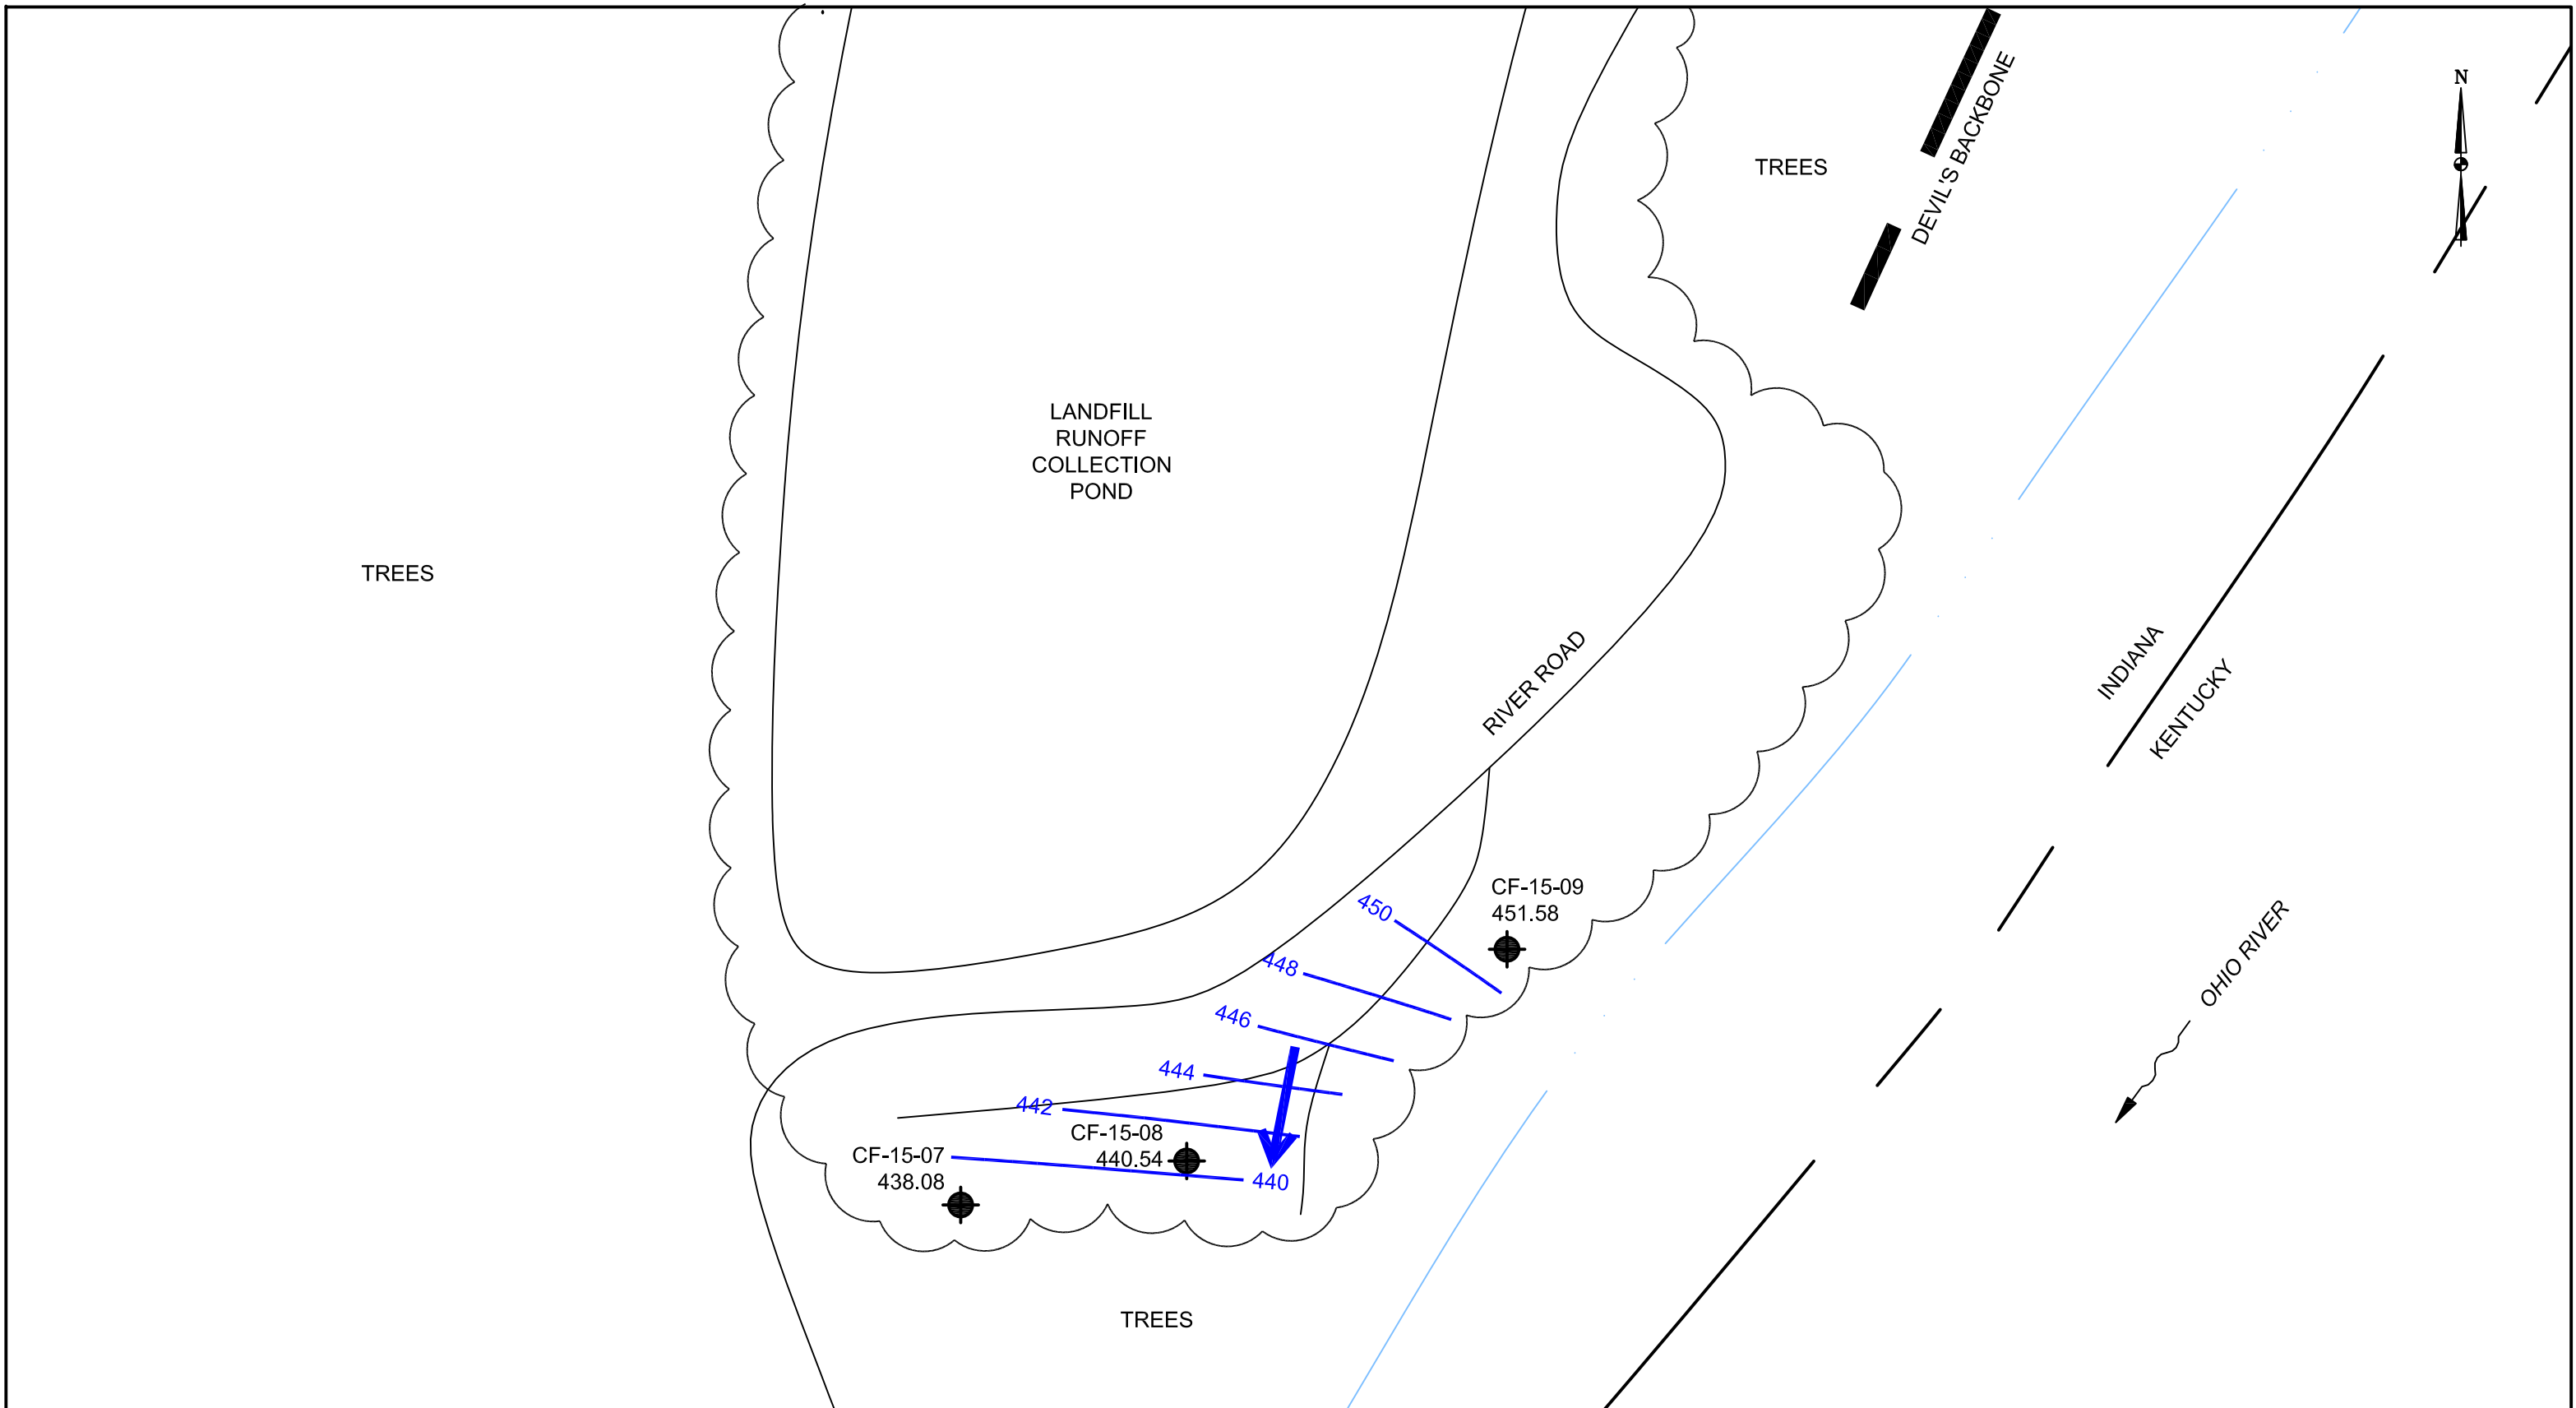 N
DEVIL'S BACKBONE
TREES
LANDFILL
RUNOFF
COLLECTION
POND
TREES
RIVER ROAD
INDIANA
KENTUCKY
CF-15-09
451.58
450
OHIO RIVER
448
446
444
442
CF-15-08
440.54
CF-15-07
438.08
440
TREES